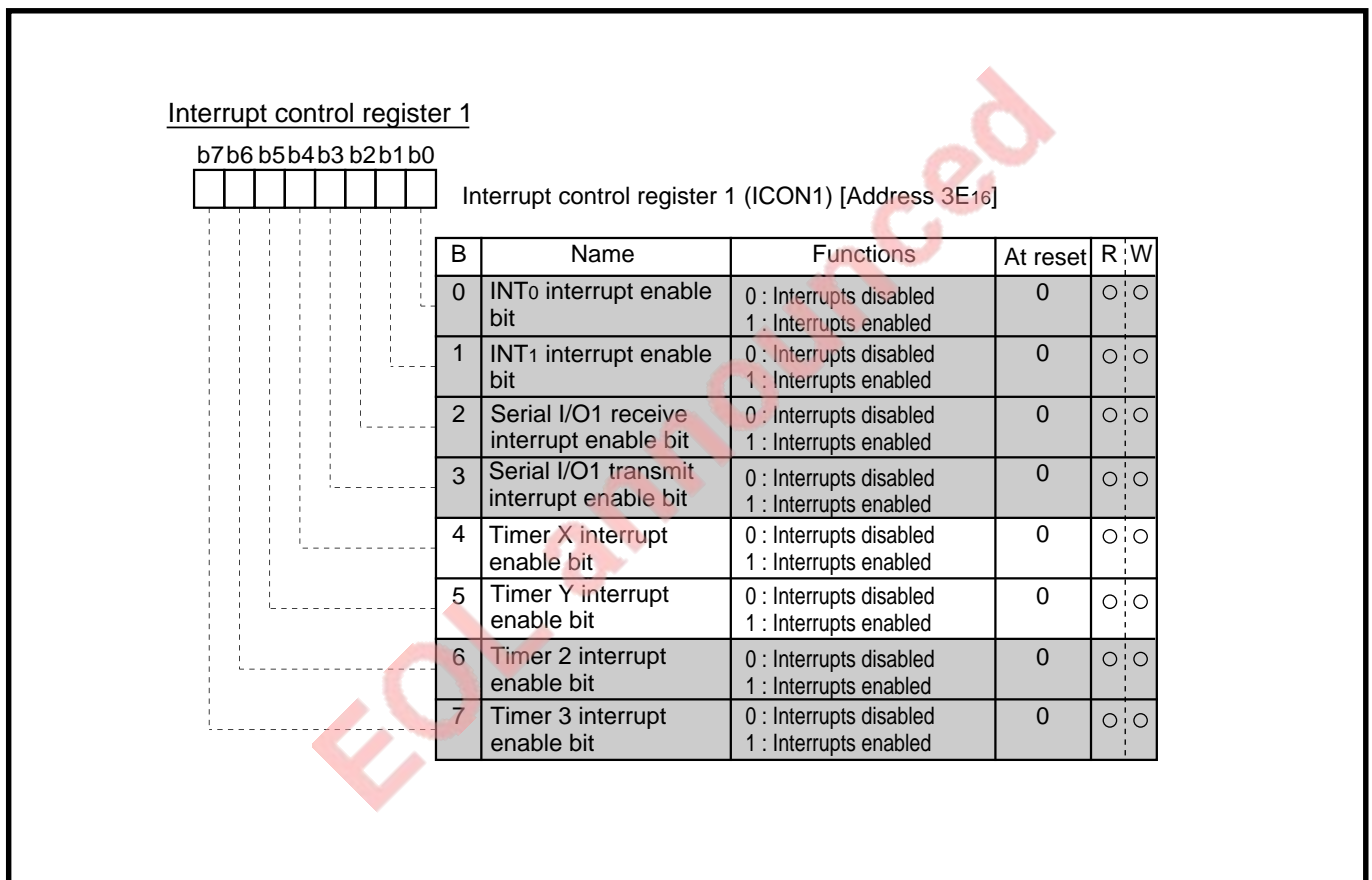 Interrupt control register 1
b7 b6 b5 b4 b3 b2 b1 b0
Interrupt control register 1 (ICON1) [Address 3E16]
B Name Functions At reset R W
0 INT0 interrupt enable bit 0 : Interrupts disabled 0 ○ ○
1 : Interrupts enabled
1 INT1 interrupt enable bit 0 : Interrupts disabled 0 ○ ○
1 : Interrupts enabled
2 Serial I/O1 receive interrupt enable bit 0 : Interrupts disabled 0 ○ ○
1 : Interrupts enabled
3 Serial I/O1 transmit interrupt enable bit 0 : Interrupts disabled 0 ○ ○
1 : Interrupts enabled
4 Timer X interrupt enable bit 0 : Interrupts disabled 0 ○ ○
1 : Interrupts enabled
5 Timer Y interrupt enable bit 0 : Interrupts disabled 0 ○ ○
1 : Interrupts enabled
6 Timer 2 interrupt enable bit 0 : Interrupts disabled 0 ○ ○
1 : Interrupts enabled
7 Timer 3 interrupt enable bit 0 : Interrupts disabled 0 ○ ○
1 : Interrupts enabled
EOL announced